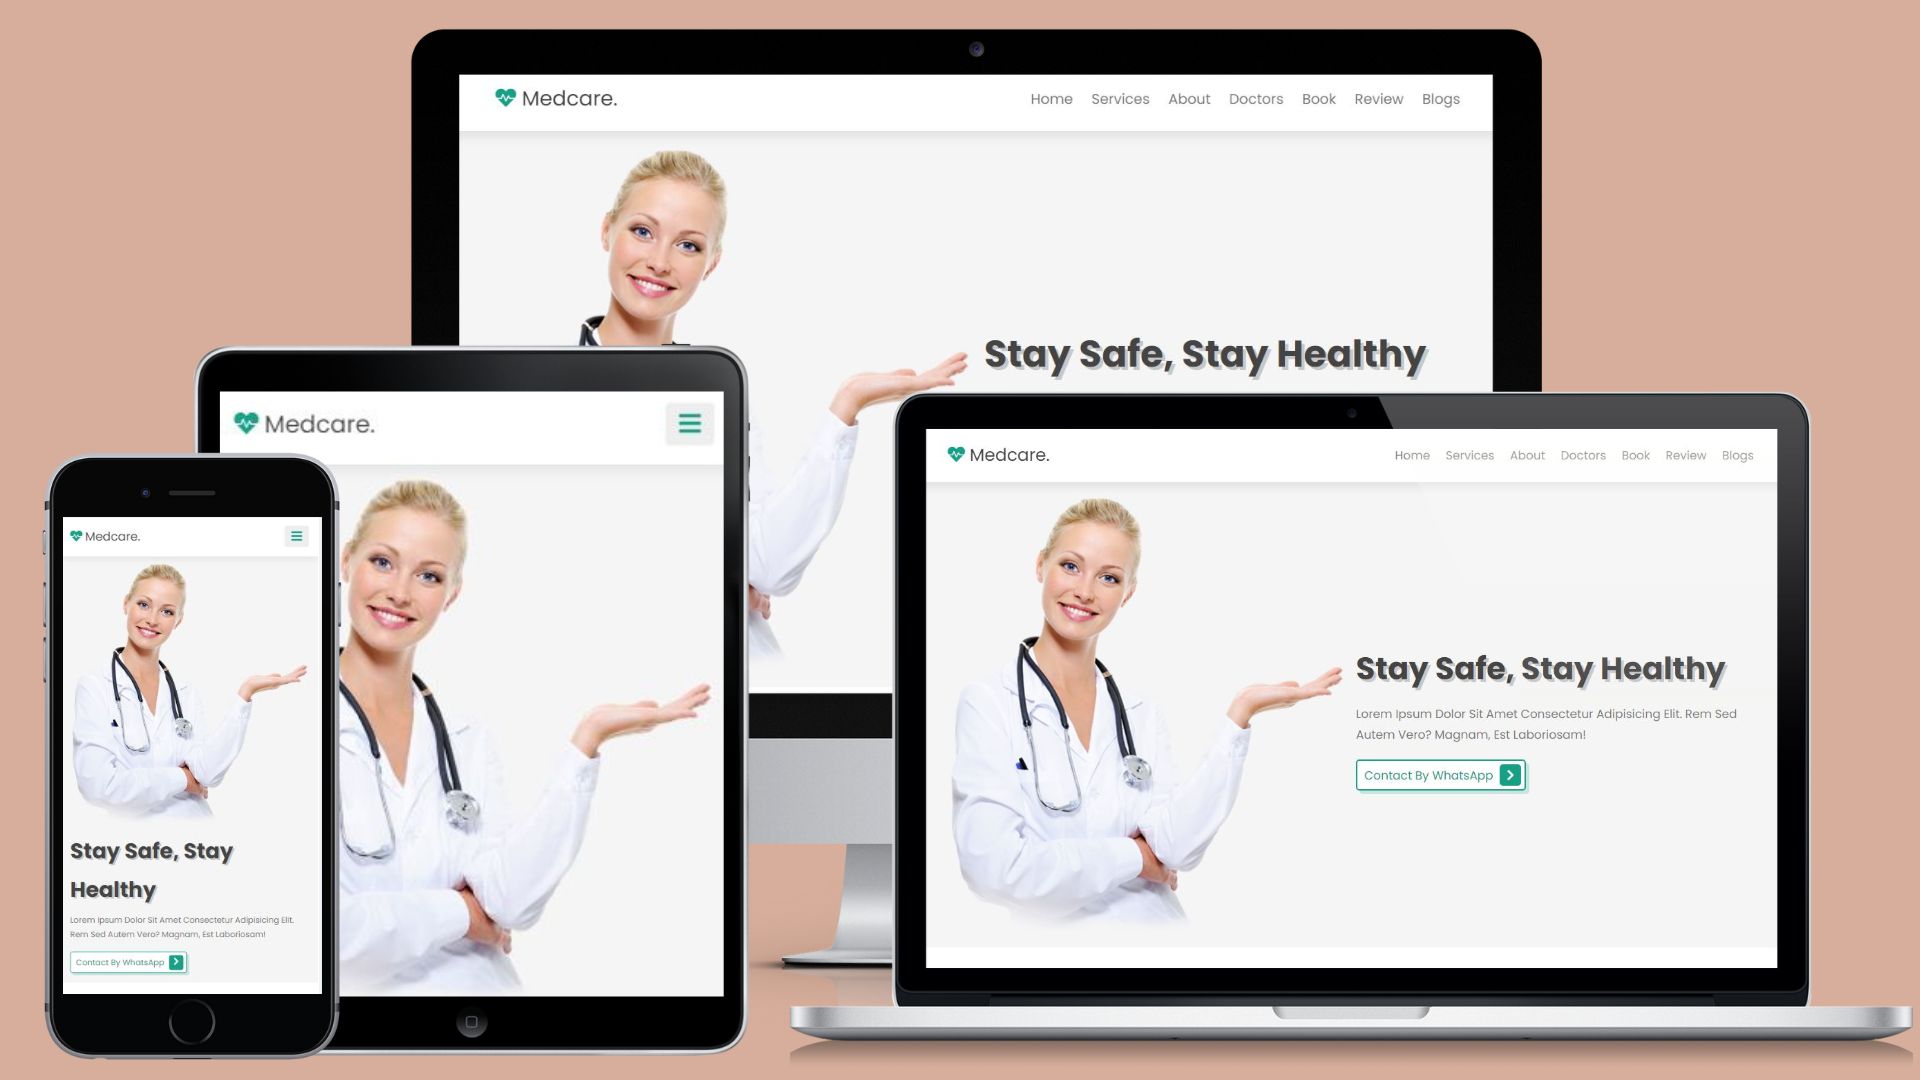 Medcare.
Home Services About Doctors Book Review Blogs
Stay Safe, Stay Healthy
Medcare.
Medcare.
Stay Safe, Stay
Healthy
Lorem Ipsum Dolor Sit Amet Consectetur Adipisicing Elit.
Rem Sed Autem Vero? Magnam, Est Laboriosam!
Contact By WhatsApp
Medcare.
Home Services About Doctors Book Review Blogs
Stay Safe, Stay Healthy
Lorem Ipsum Dolor Sit Amet Consectetur Adipisicing Elit. Rem Sed
Autem Vero? Magnam, Est Laboriosam!
Contact By WhatsApp